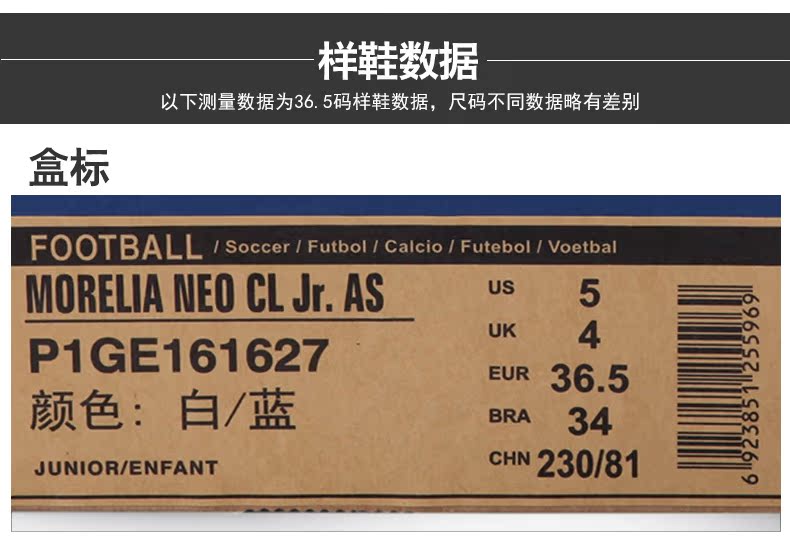 样鞋数据
以下测量数据为36.5码样鞋数据，尺码不同数据略有差别
盒标
FOOTBALL / Soccer / Futbol / Calcio / Futebol / Voetbal
MORELIA NEO CL Jr. AS
P1GE161627
颜色：白/蓝
JUNIOR/ENFANT
US 5
UK 4
EUR 36.5
BRA 34
CHN 230/81
6923851255969